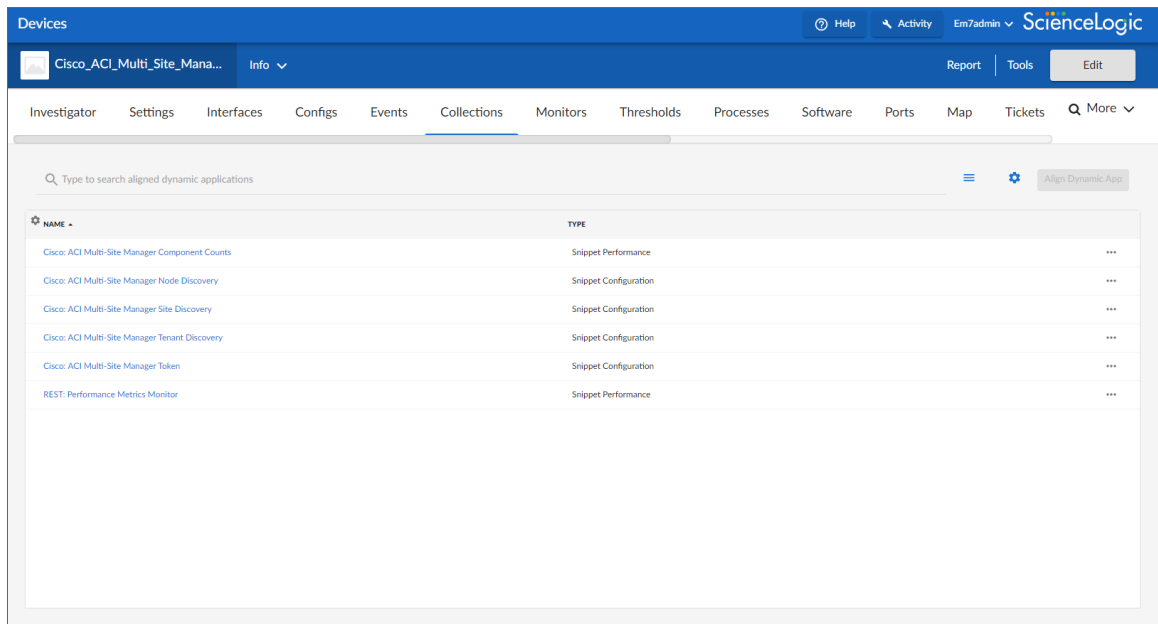 Devices Help Activity Em7admin ScienceLogic
Cisco_ACI_Multi_Site_Mana... Info Report Tools Edit
Investigator Settings Interfaces Configs Events Collections Monitors Thresholds Processes Software Ports Map Tickets More
Type to search aligned dynamic applications Align Dynamic App
NAME TYPE
Cisco: ACI Multi-Site Manager Component Counts Snippet Performance
Cisco: ACI Multi-Site Manager Node Discovery Snippet Configuration
Cisco: ACI Multi-Site Manager Site Discovery Snippet Configuration
Cisco: ACI Multi-Site Manager Tenant Discovery Snippet Configuration
Cisco: ACI Multi-Site Manager Token Snippet Configuration
REST: Performance Metrics Monitor Snippet Performance